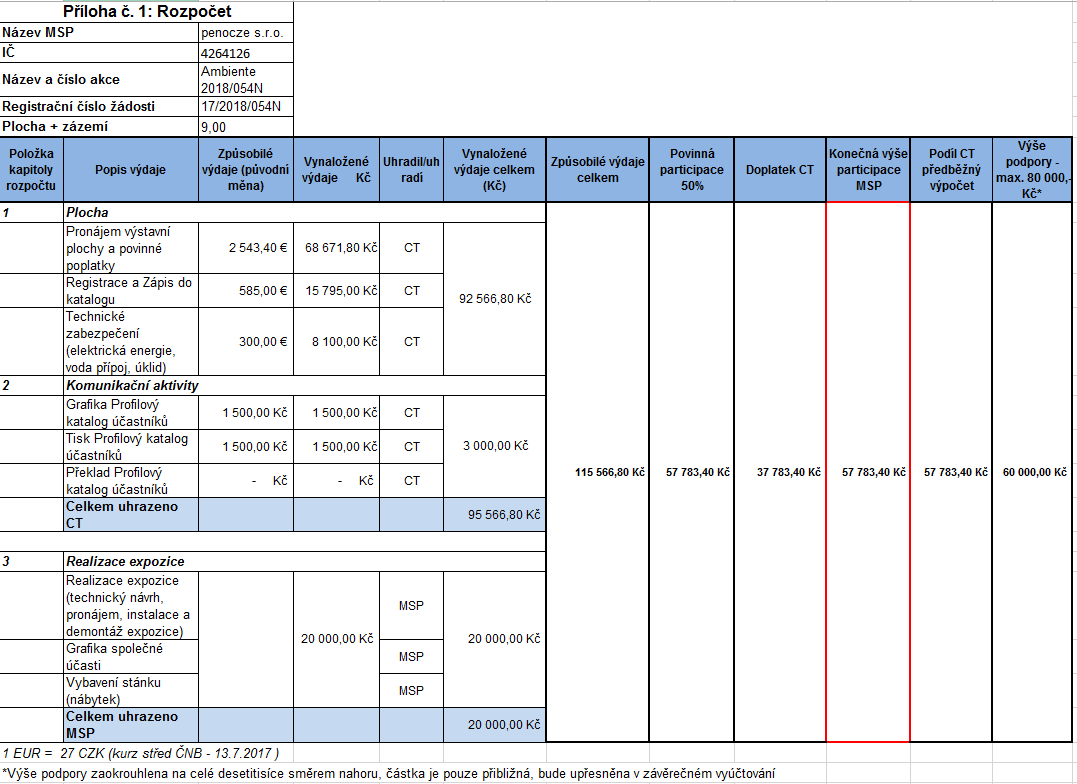 Příloha č. 1: Rozpočet
Název MSP penocze s.r.o.
IČ 4264126
Název a číslo akce Ambiente 2018/054N
Registrační číslo žádosti 17/2018/054N
Plocha + zázemí 9,00
Položka kapitoly rozpočtu Popis výdaje Způsobilé výdaje (původní měna) Vynaložené výdaje Kč Uhradil/uhradí Vynaložené výdaje celkem (Kč) Způsobilé výdaje celkem Povinná participace 50% Doplatek CT Konečná výše participace MSP Podíl CT předběžný výpočet Výše podpory - max. 80 000,- Kč*
1 Plocha
Pronájem výstavní plochy a povinné poplatky 2 543,40 € 68 671,80 Kč CT
Registrace a Zápis do katalogu 585,00 € 15 795,00 Kč CT 92 566,80 Kč
Technické zabezpečení (elektrická energie, voda přípoj, úklid) 300,00 € 8 100,00 Kč CT
2 Komunikační aktivity
Grafika Profilový katalog účastníků 1 500,00 Kč 1 500,00 Kč CT
Tisk Profilový katalog účastníků 1 500,00 Kč 1 500,00 Kč CT 3 000,00 Kč
Překlad Profilový katalog účastníků - Kč - Kč CT
115 566,80 Kč 57 783,40 Kč 37 783,40 Kč 57 783,40 Kč 57 783,40 Kč 60 000,00 Kč
Celkem uhrazeno CT 95 566,80 Kč
3 Realizace expozice
Realizace expozice (technický návrh, pronájem, instalace a demontáž expozice) MSP
20 000,00 Kč 20 000,00 Kč
Grafika společné účasti MSP
Vybavení stánku (nábytek) MSP
Celkem uhrazeno MSP 20 000,00 Kč
1 EUR = 27 CZK (kurz střed ČNB - 13.7.2017 )
*Výše podpory zaokrouhlena na celé desetitisíce směrem nahoru, částka je pouze přibližná, bude upřesněna v závěrečném vyúčtování